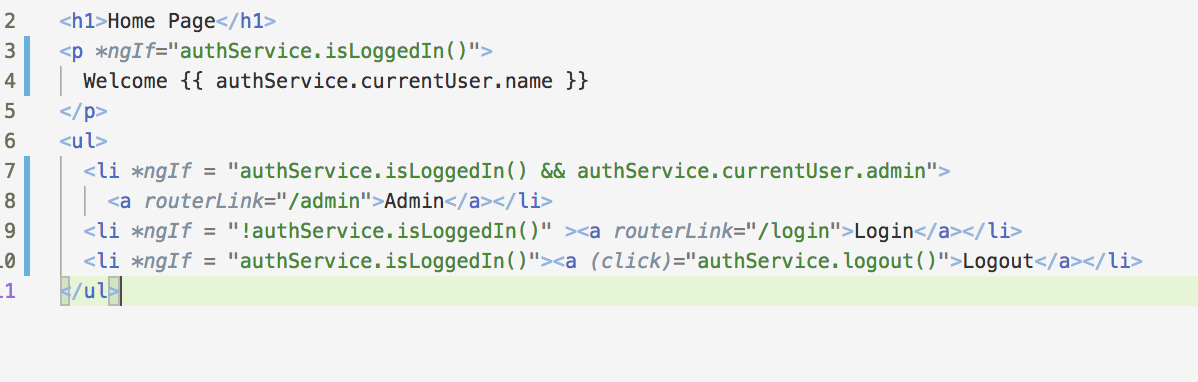 2 <h1>Home Page</h1>
3 <p *ngIf="authService.isLoggedIn()">
4 Welcome {{ authService.currentUser.name }}
5 </p>
6 <ul>
7 <li *ngIf = "authService.isLoggedIn() && authService.currentUser.admin">
8 <a routerLink="/admin">Admin</a></li>
9 <li *ngIf = "!authService.isLoggedIn()" ><a routerLink="/login">Login</a></li>
10 <li *ngIf = "authService.isLoggedIn()"><a (click)="authService.logout()">Logout</a></li>
11 </ul>